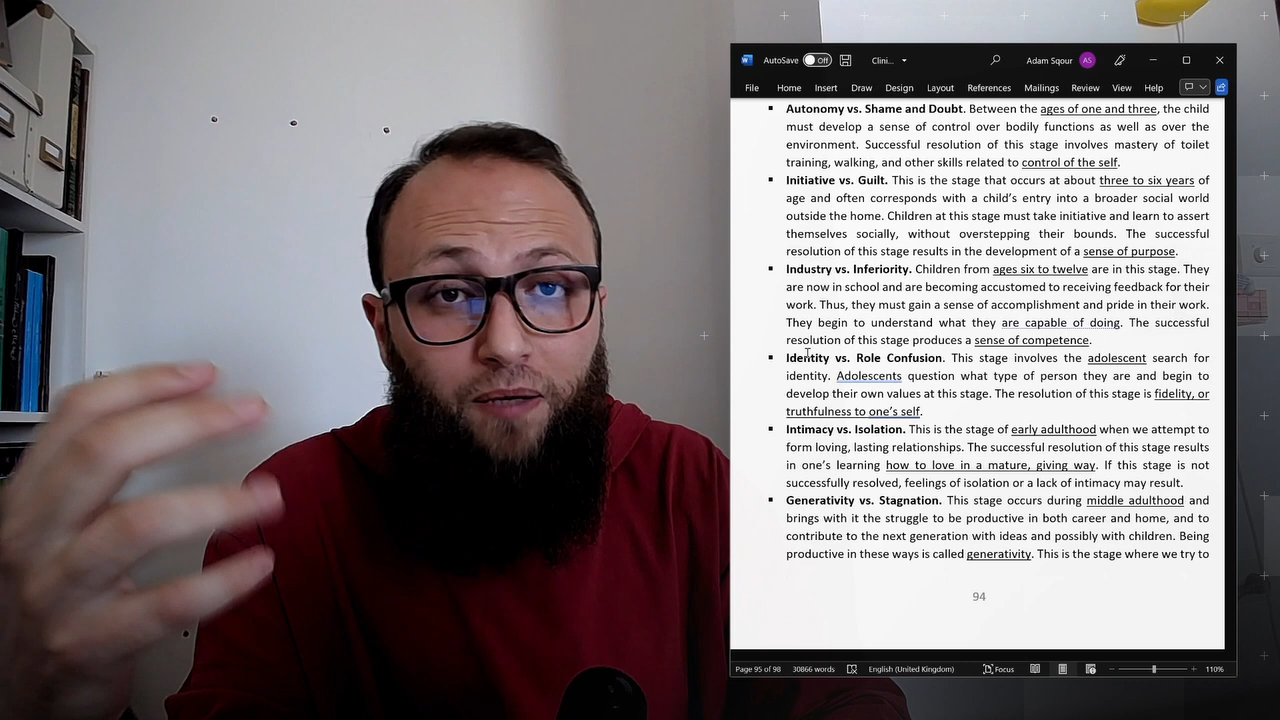 AutoSave Off Clini... Adam Sqour AS
File Home Insert Draw Design Layout References Mailings Review View Help
▪ Autonomy vs. Shame and Doubt. Between the ages of one and three, the child
must develop a sense of control over bodily functions as well as over the
environment. Successful resolution of this stage involves mastery of toilet
training, walking, and other skills related to control of the self.
▪ Initiative vs. Guilt. This is the stage that occurs at about three to six years of
age and often corresponds with a child's entry into a broader social world
outside the home. Children at this stage must take initiative and learn to assert
themselves socially, without overstepping their bounds. The successful
resolution of this stage results in the development of a sense of purpose.
▪ Industry vs. Inferiority. Children from ages six to twelve are in this stage. They
are now in school and are becoming accustomed to receiving feedback for their
work. Thus, they must gain a sense of accomplishment and pride in their work.
They begin to understand what they are capable of doing. The successful
resolution of this stage produces a sense of competence.
▪ Identity vs. Role Confusion. This stage involves the adolescent search for
identity. Adolescents question what type of person they are and begin to
develop their own values at this stage. The resolution of this stage is fidelity, or
truthfulness to one's self.
▪ Intimacy vs. Isolation. This is the stage of early adulthood when we attempt to
form loving, lasting relationships. The successful resolution of this stage results
in one's learning how to love in a mature, giving way. If this stage is not
successfully resolved, feelings of isolation or a lack of intimacy may result.
▪ Generativity vs. Stagnation. This stage occurs during middle adulthood and
brings with it the struggle to be productive in both career and home, and to
contribute to the next generation with ideas and possibly with children. Being
productive in these ways is called generativity. This is the stage where we try to
94
Page 95 of 98 30866 words English (United Kingdom) Focus 110%